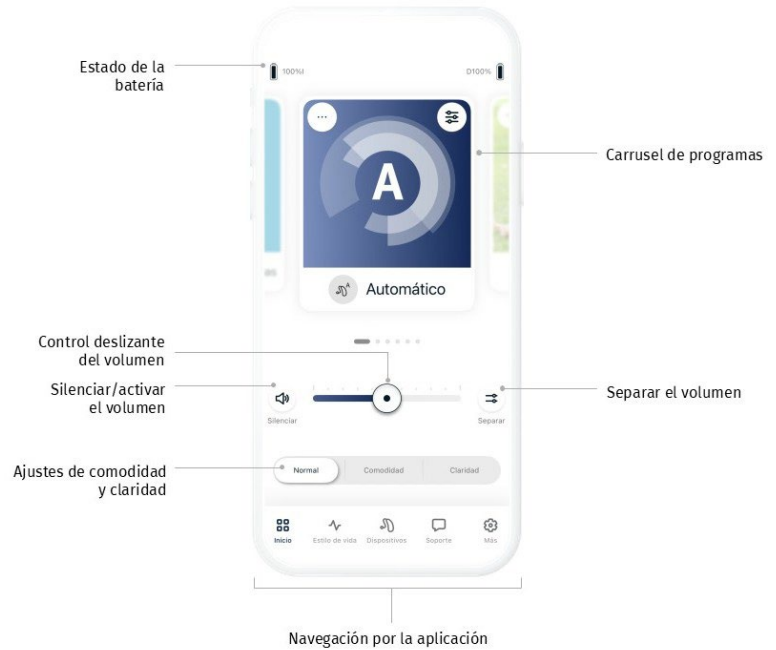 Estado de la
batería
100%I
D100%
A
Carrusel de programas
Automático
Control deslizante
del volumen
Silenciar/activar
el volumen
Separar el volumen
Silenciar
Separar
Ajustes de comodidad
y claridad
Normal
Comodidad
Claridad
Inicio
Estilo de vida
Dispositivos
Soporte
Más
Navegación por la aplicación